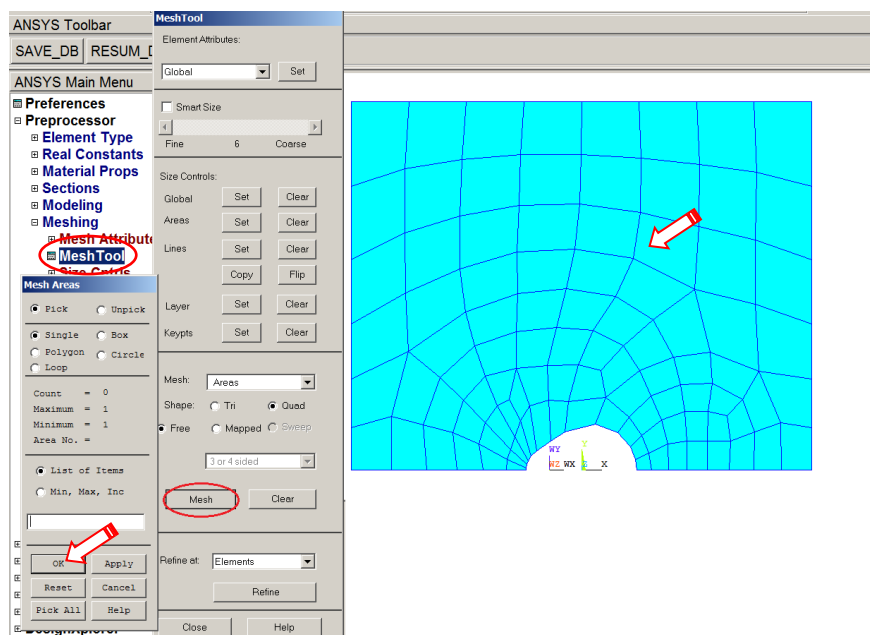 ANSYS Toolbar
SAVE_DB RESUM_D
ANSYS Main Menu
Preferences
Preprocessor
Element Type
Real Constants
Material Props
Sections
Modeling
Meshing
Mesh Attribute
MeshTool
Size Cntrls
Mesh Areas
Pick Unpick
Single Box
Polygon Circle
Loop
Count = 0
Maximum = 1
Minimum = 1
Area No. =
List of Items
Min, Max, Inc
OK Apply
Reset Cancel
Pick All Help
DesignXplorer
MeshTool
Element Attributes:
Global Set
Smart Size
Fine 6 Coarse
Size Controls:
Global Set Clear
Areas Set Clear
Lines Set Clear
Copy Flip
Layer Set Clear
Keypts Set Clear
Mesh: Areas
Shape: Tri Quad
Free Mapped Sweep
3 or 4 sided
Mesh Clear
Refine at: Elements
Refine
Close Help
WY Y
WZ WX X